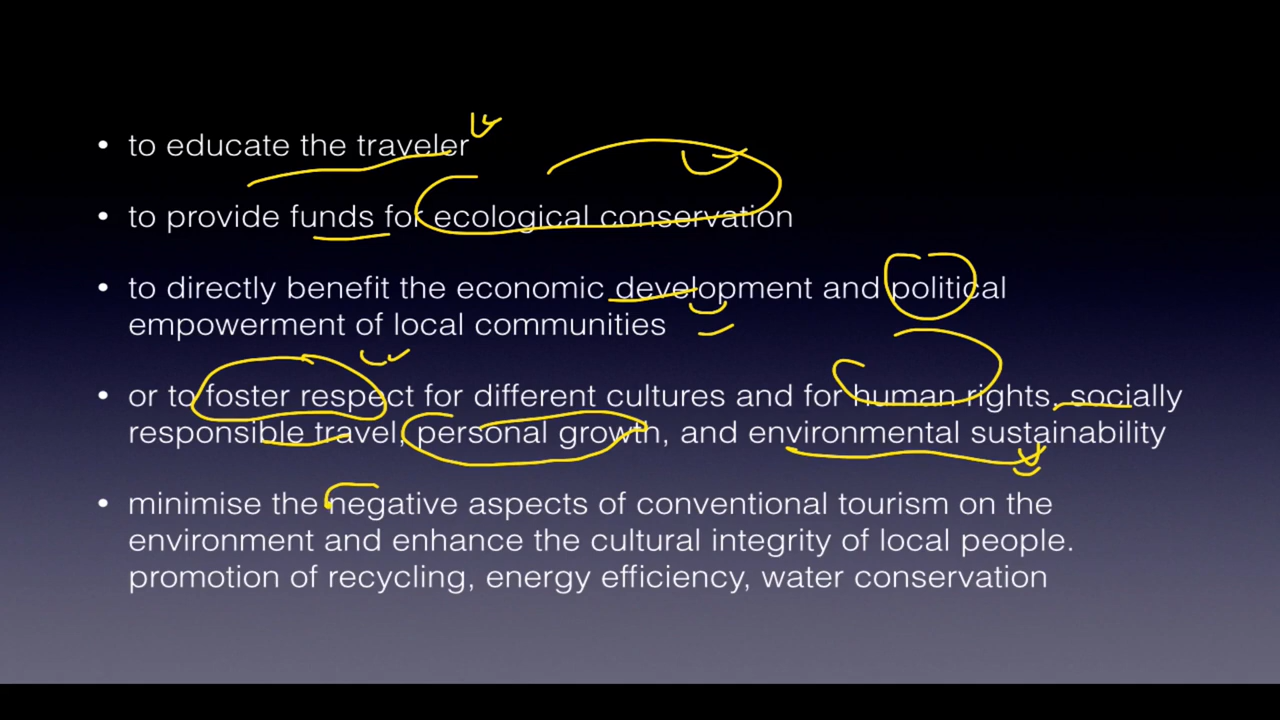 • to educate the traveler
• to provide funds for ecological conservation
• to directly benefit the economic development and political
empowerment of local communities
• or to foster respect for different cultures and for human rights, socially
responsible travel, personal growth, and environmental sustainability
• minimise the negative aspects of conventional tourism on the
environment and enhance the cultural integrity of local people.
promotion of recycling, energy efficiency, water conservation